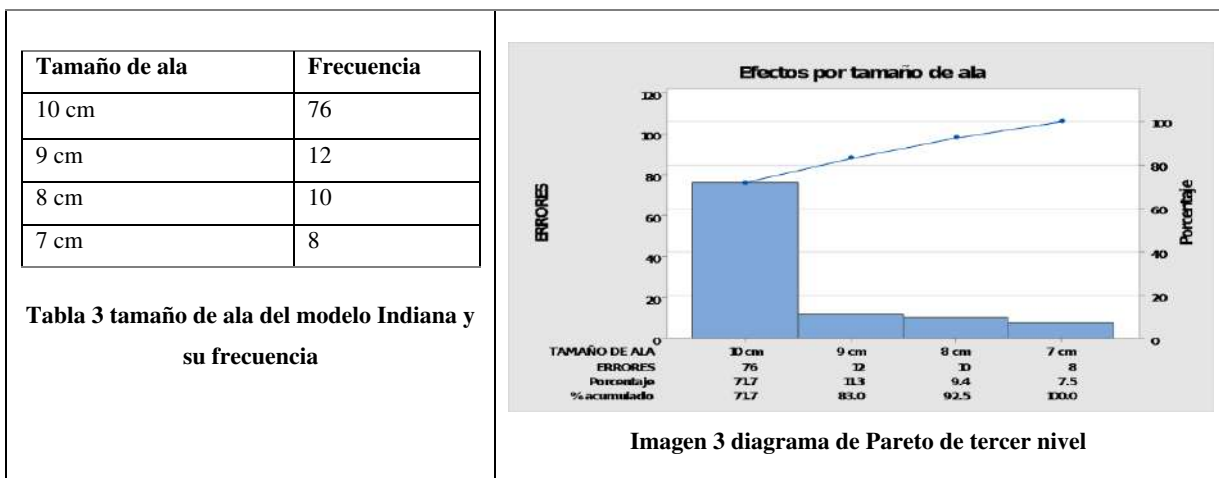 Tamaño de ala Frecuencia
10 cm 76
9 cm 12
8 cm 10
7 cm 8
Tabla 3 tamaño de ala del modelo Indiana y
su frecuencia
Efectos por tamaño de ala
ERRORES
120
100
80
60
40
20
0
Porcentaje
100
80
60
40
20
0
TAMAÑO DE ALA 10 cm 9 cm 8 cm 7 cm
ERRORES 76 12 10 8
Porcentaje 71.7 11.3 9.4 7.5
% acumulado 71.7 83.0 92.5 100.0
Imagen 3 diagrama de Pareto de tercer nivel